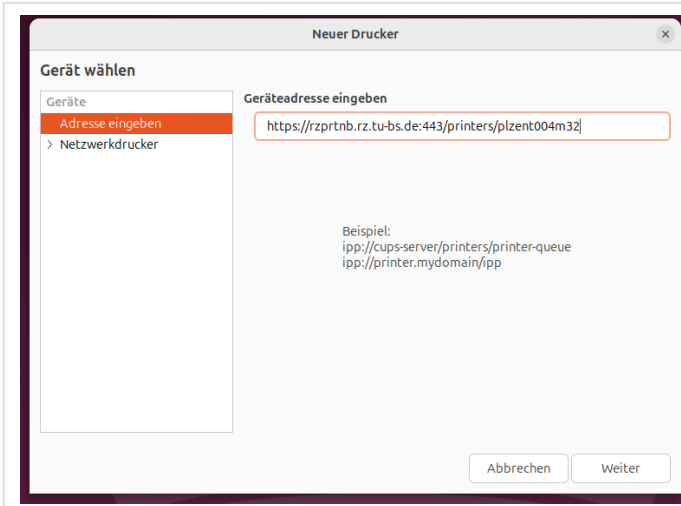 Neuer Drucker
Gerät wählen
Geräte
Adresse eingeben
Netzwerkdrucker
Geräteadresse eingeben
https://rzprtnb.rz.tu-bs.de:443/printers/plzent004m32
Beispiel:
ipp://cups-server/printers/printer-queue
ipp://printer.mydomain/ipp
Abbrechen
Weiter